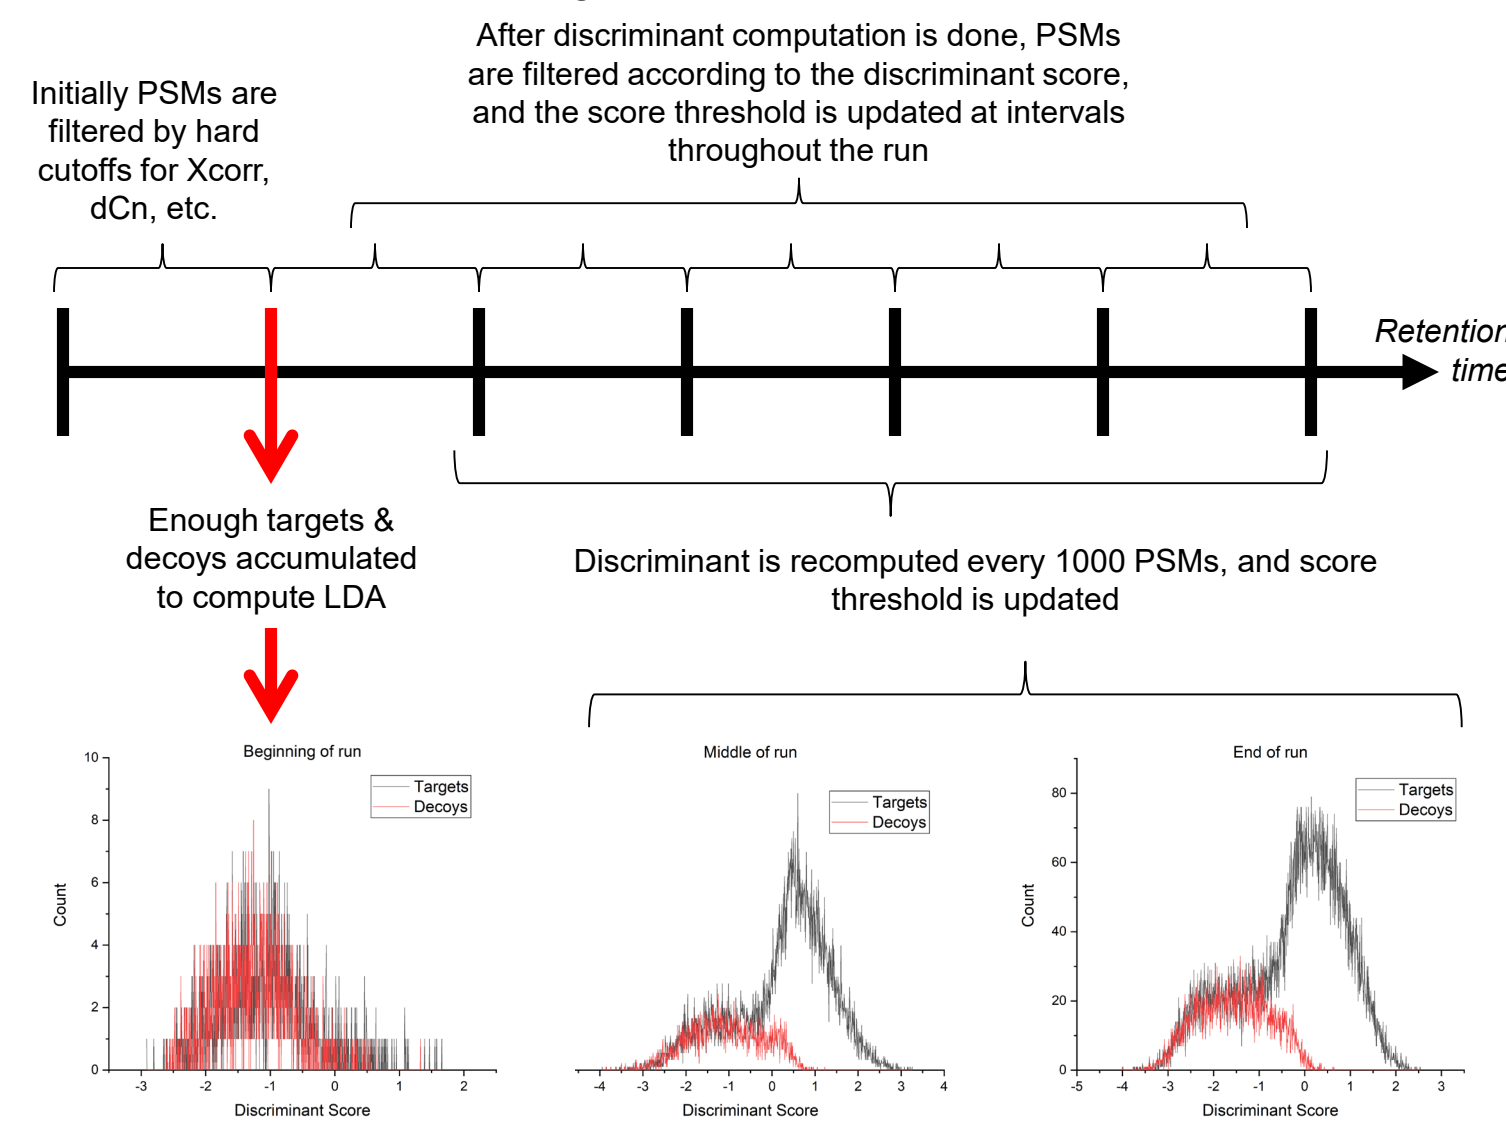 After discriminant computation is done, PSMs
are filtered according to the discriminant score,
and the score threshold is updated at intervals
throughout the run
Initially PSMs are
filtered by hard
cutoffs for Xcorr,
dCn, etc.
Retention
time
Enough targets &
decoys accumulated
to compute LDA
Discriminant is recomputed every 1000 PSMs, and score
threshold is updated
Beginning of run
Targets
Decoys
Count
10
8
6
4
2
0
-3 -2 -1 0 1 2
Discriminant Score
Middle of run
Targets
Decoys
-4 -3 -2 -1 0 1 2 3 4
Discriminant Score
End of run
Targets
Decoys
Count
80
60
40
20
0
-5 -4 -3 -2 -1 0 1 2 3
Discriminant Score